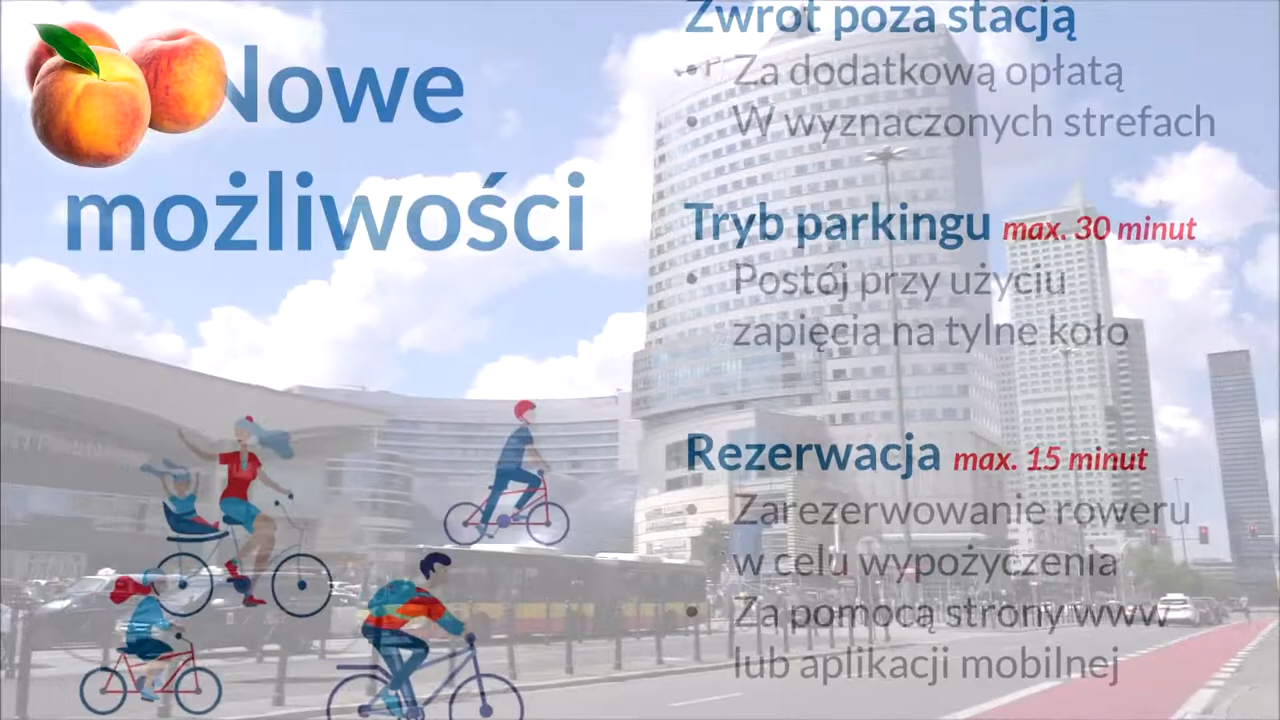 Nowe
możliwości
Zwrot poza stacją
• Za dodatkową opłatą
• W wyznaczonych strefach
Tryb parkingu max. 30 minut
• Postój przy użyciu
zapięcia na tylne koło
Rezerwacja max. 15 minut
• Zarezerwowanie roweru
w celu wypożyczenia
• Za pomocą strony www
lub aplikacji mobilnej